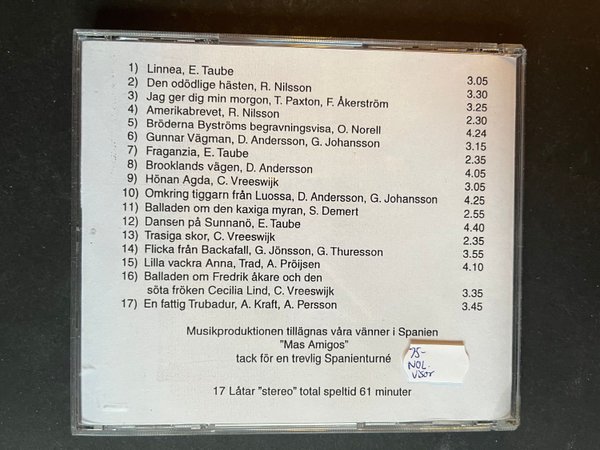 1) Linnea, E. Taube 3.05
2) Den odödlige hästen, R. Nilsson 3.30
3) Jag ger dig min morgon, T. Paxton, F. Åkerström 3.25
4) Amerikabrevet, R. Nilsson 2.30
5) Bröderna Byströms begravningsvisa, O. Norell 4.24
6) Gunnar Vägman, D. Andersson, G. Johansson 3.15
7) Fraganzia, E. Taube 2.35
8) Brooklands vägen, D. Andersson 4.05
9) Hönan Agda, C. Vreeswijk 3.05
10) Omkring tiggarn från Luossa, D. Andersson, G. Johansson 4.25
11) Balladen om den kaxiga myran, S. Demert 2.55
12) Dansen på Sunnanö, E. Taube 4.40
13) Trasiga skor, C. Vreeswijk 2.35
14) Flicka från Backafall, G. Jönsson, G. Thuresson 3.55
15) Lilla vackra Anna, Trad, A. Pröijsen 4.10
16) Balladen om Fredrik åkare och den
söta fröken Cecilia Lind, C. Vreeswijk 3.35
17) En fattig Trubadur, A. Kraft, A. Persson 3.45
Musikproduktionen tillägnas våra vänner i Spanien
"Mas Amigos"
tack för en trevlig Spanienturné
75-
NOL.
visor
17 Låtar "stereo" total speltid 61 minuter